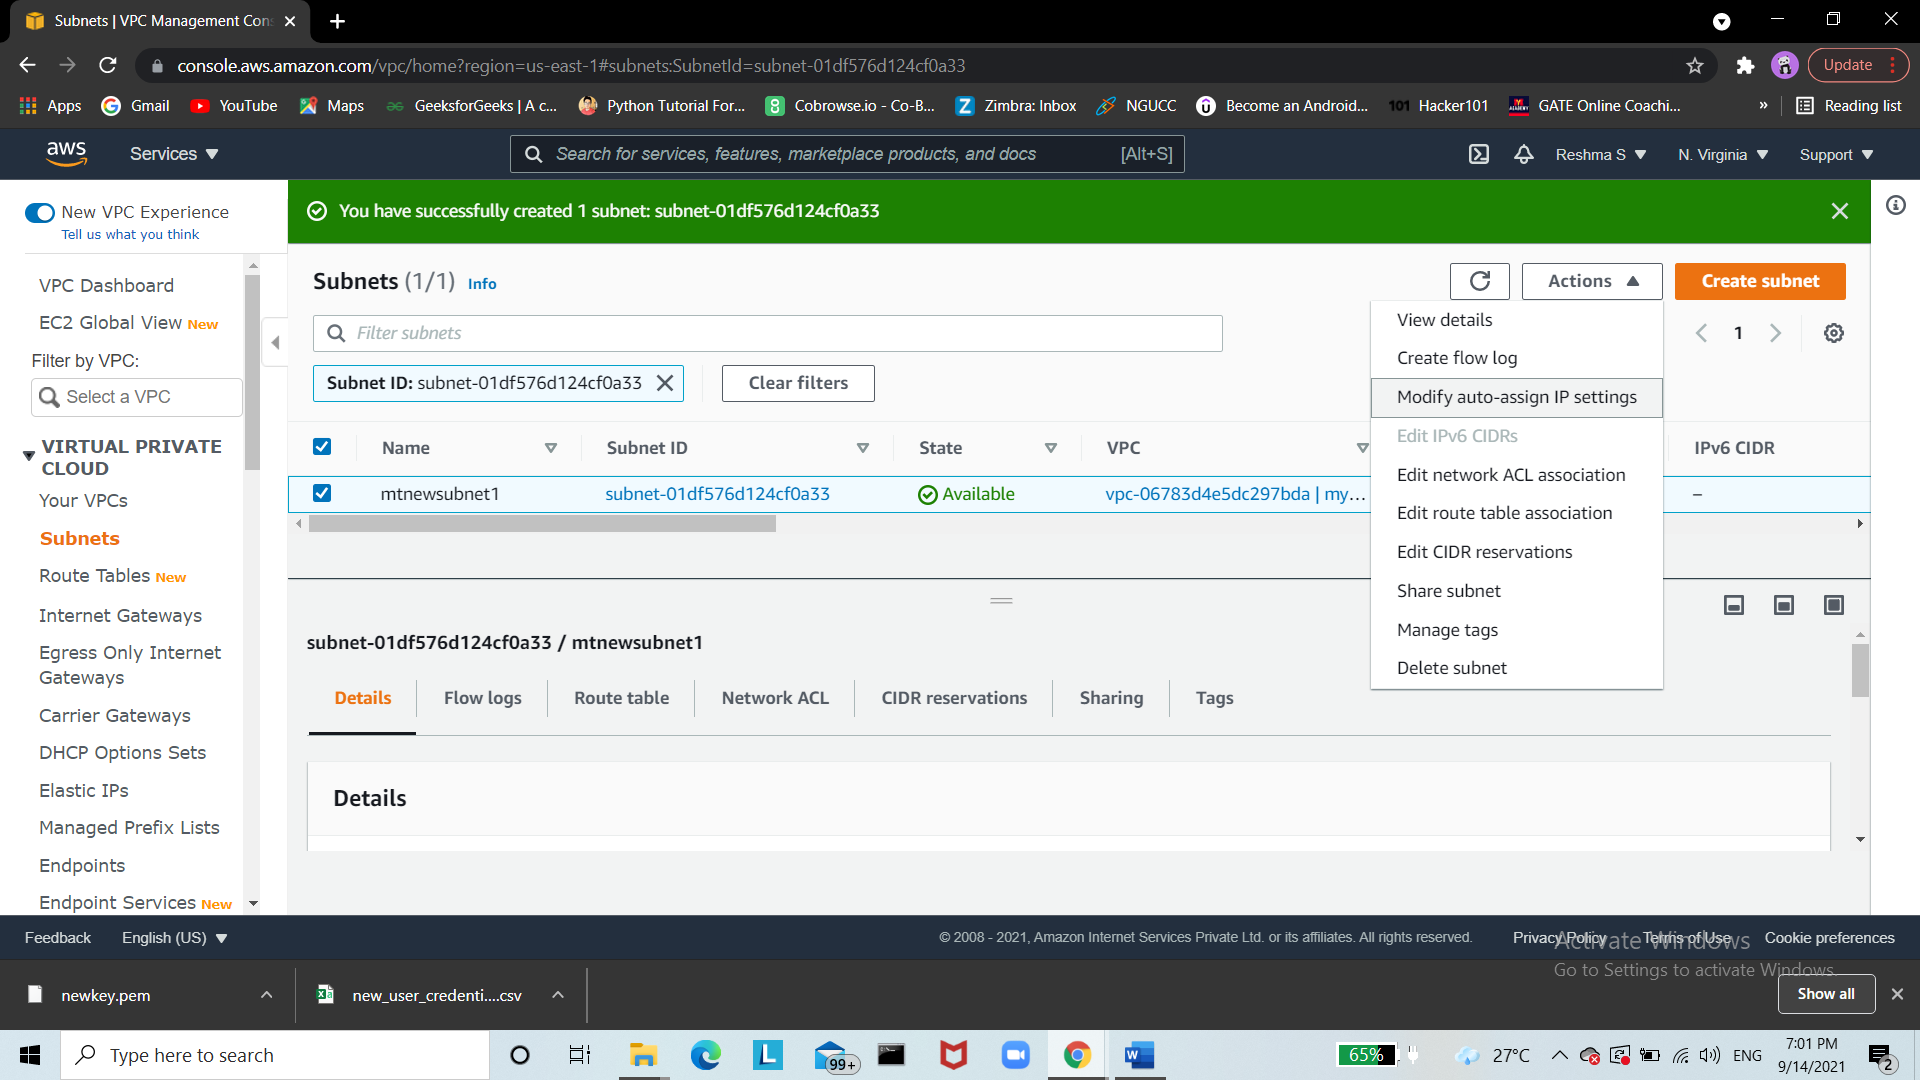 Subnets | VPC Management Con
console.aws.amazon.com/vpc/home?region=us-east-1#subnets:SubnetId=subnet-01df576d124cf0a33
Update
Apps
Gmail
YouTube
Maps
GeeksforGeeks | A c...
Python Tutorial For...
Cobrowse.io - Co-B...
Zimbra: Inbox
NGUCC
Become an Android...
101 Hacker101
GATE Online Coachi...
»
Reading list
aws
Services
Search for services, features, marketplace products, and docs
[Alt+S]
Reshma S
N. Virginia
Support
New VPC Experience
Tell us what you think
You have successfully created 1 subnet: subnet-01df576d124cf0a33
VPC Dashboard
EC2 Global View New
Filter by VPC:
Select a VPC
VIRTUAL PRIVATE
CLOUD
Your VPCs
Subnets
Route Tables New
Internet Gateways
Egress Only Internet
Gateways
Carrier Gateways
DHCP Options Sets
Elastic IPs
Managed Prefix Lists
Endpoints
Endpoint Services New
Subnets (1/1) Info
Actions
Create subnet
Filter subnets
1
Subnet ID: subnet-01df576d124cf0a33
Clear filters
View details
Create flow log
Modify auto-assign IP settings
Edit IPv6 CIDRs
Edit network ACL association
Edit route table association
Edit CIDR reservations
Share subnet
Manage tags
Delete subnet
Name
Subnet ID
State
VPC
IPv6 CIDR
mtnewsubnet1
subnet-01df576d124cf0a33
Available
vpc-06783d4e5dc297bda | my...
–
subnet-01df576d124cf0a33 / mtnewsubnet1
Details
Flow logs
Route table
Network ACL
CIDR reservations
Sharing
Tags
Details
Feedback
English (US)
© 2008 - 2021, Amazon Internet Services Private Ltd. or its affiliates. All rights reserved.
Privacy Policy
Terms of Use
Cookie preferences
Activate Windows
Go to Settings to activate Windows.
newkey.pem
new_user_credenti....csv
Show all
Type here to search
L
99+
W
65%
27°C
ENG
7:01 PM
9/14/2021
2